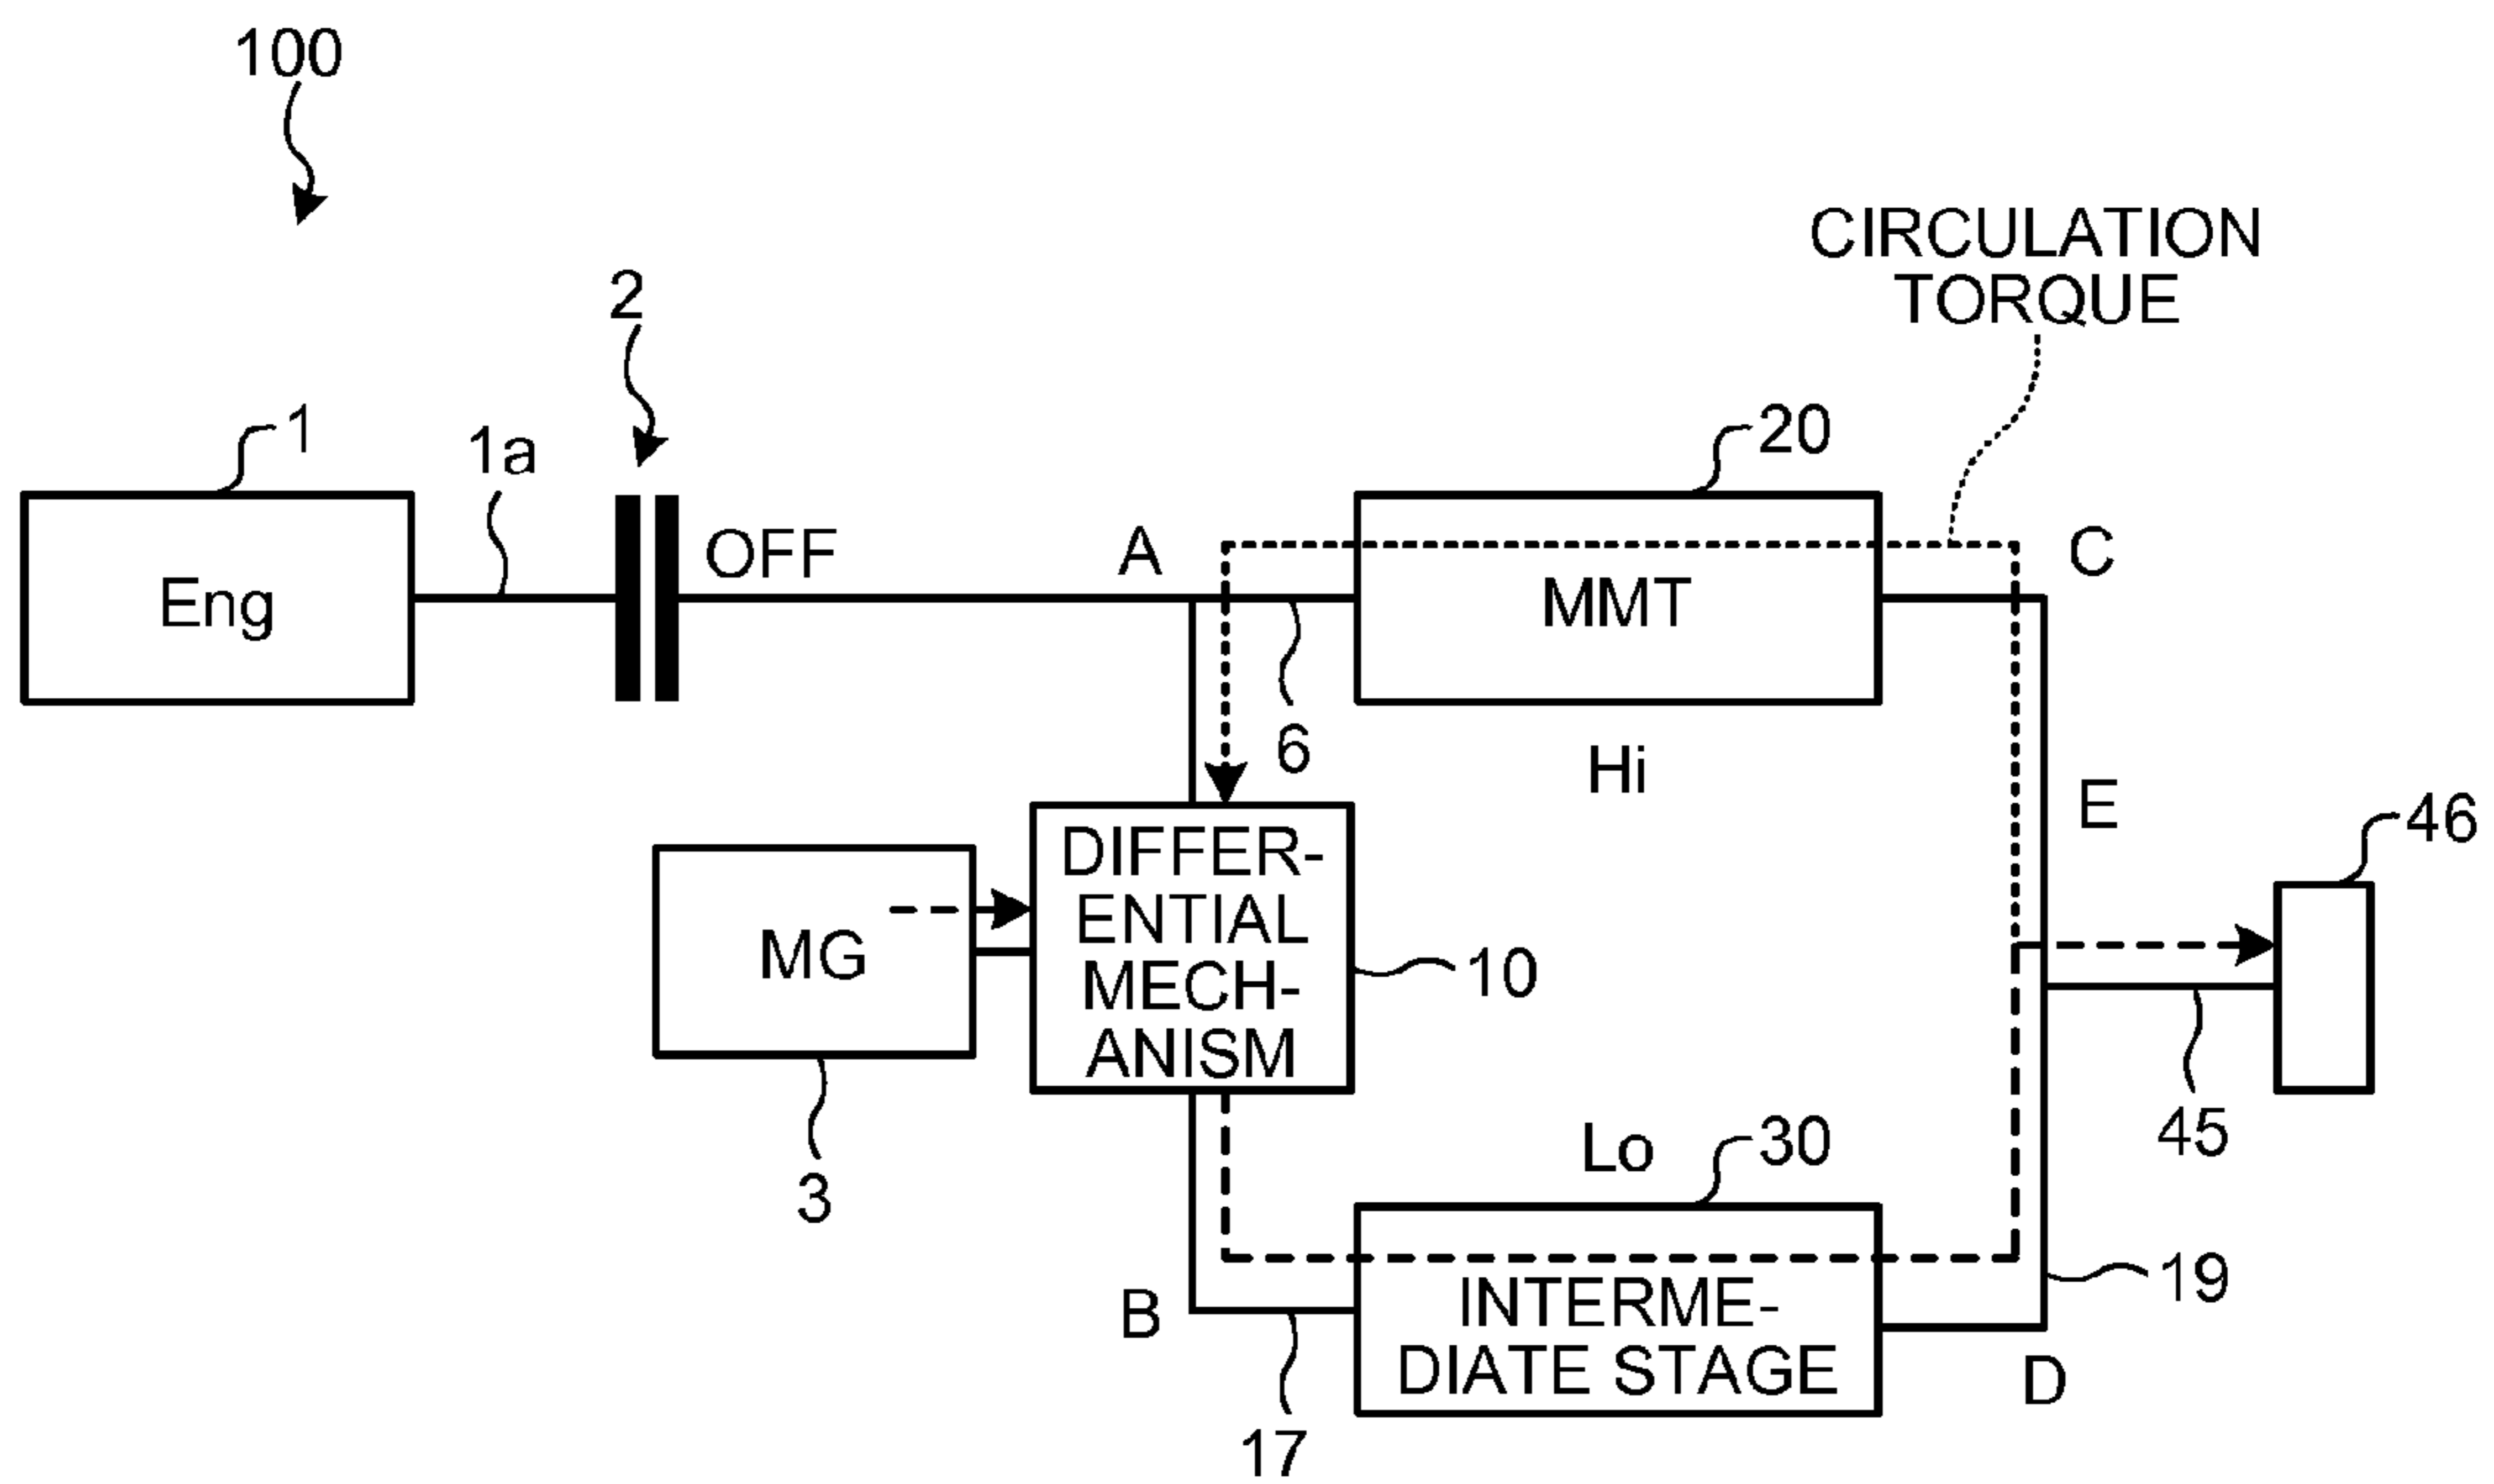 100
CIRCULATION
TORQUE
2
1
1a
20
OFF
A
C
Eng
MMT
6
Hi
E
46
DIFFER-
ENTIAL
MECH-
ANISM
MG
10
45
Lo
30
3
19
B
INTERME-
DIATE STAGE
D
17